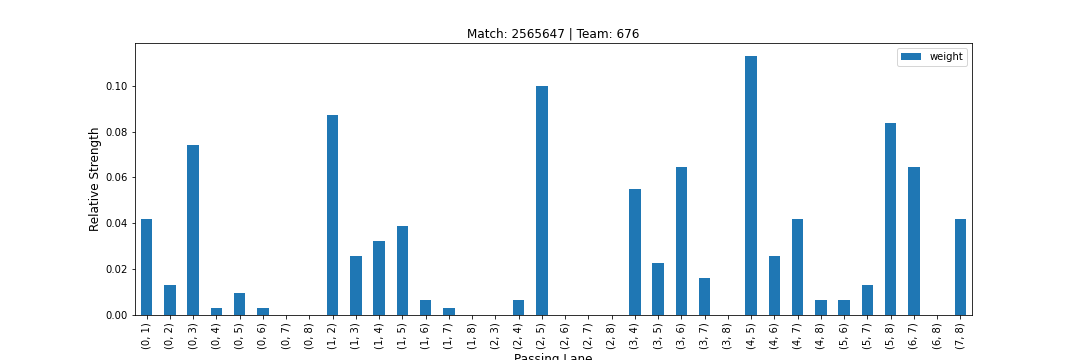 Match: 2565647 | Team: 676
weight
Relative Strength
0.10
0.08
0.06
0.04
0.02
0.00
(0, 1) (0, 2) (0, 3) (0, 4) (0, 5) (0, 6) (0, 7) (0, 8) (1, 2) (1, 3) (1, 4) (1, 5) (1, 6) (1, 7) (1, 8) (2, 3) (2, 4) (2, 5) (2, 6) (2, 7) (2, 8) (3, 4) (3, 5) (3, 6) (3, 7) (3, 8) (4, 5) (4, 6) (4, 7) (4, 8) (5, 6) (5, 7) (5, 8) (6, 7) (6, 8) (7, 8)
Passing Lane